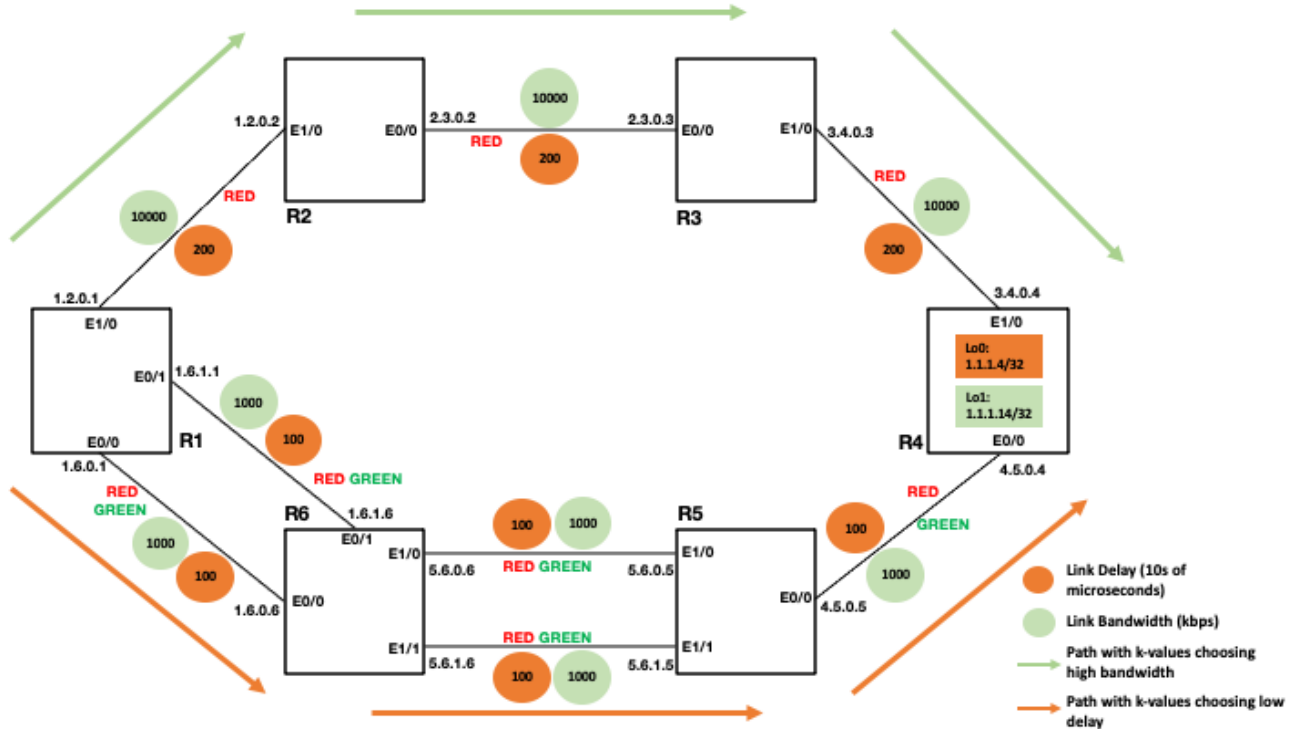 10000
1.2.0.2
E1/0
E0/0
2.3.0.2
RED
200
2.3.0.3
E0/0
E1/0
3.4.0.3
R2
R3
RED
10000
200
RED
10000
200
1.2.0.1
E1/0
E0/1
1.6.1.1
E0/0
R1
1.6.0.1
1000
100
RED GREEN
RED
GREEN
1000
100
1.6.0.6
3.4.0.4
E1/0
Lo0:
1.1.1.4/32
Lo1:
1.1.1.14/32
E0/0
R4
4.5.0.4
RED
GREEN
100
1000
R6
1.6.1.6
E0/1
E1/0
E0/0
E1/1
5.6.0.6
100
1000
RED GREEN
5.6.0.5
R5
E1/0
E0/0
E1/1
4.5.0.5
RED GREEN
5.6.1.6
100
1000
5.6.1.5
Link Delay (10s of
microseconds)
Link Bandwidth (kbps)
Path with k-values choosing
high bandwidth
Path with k-values choosing low
delay